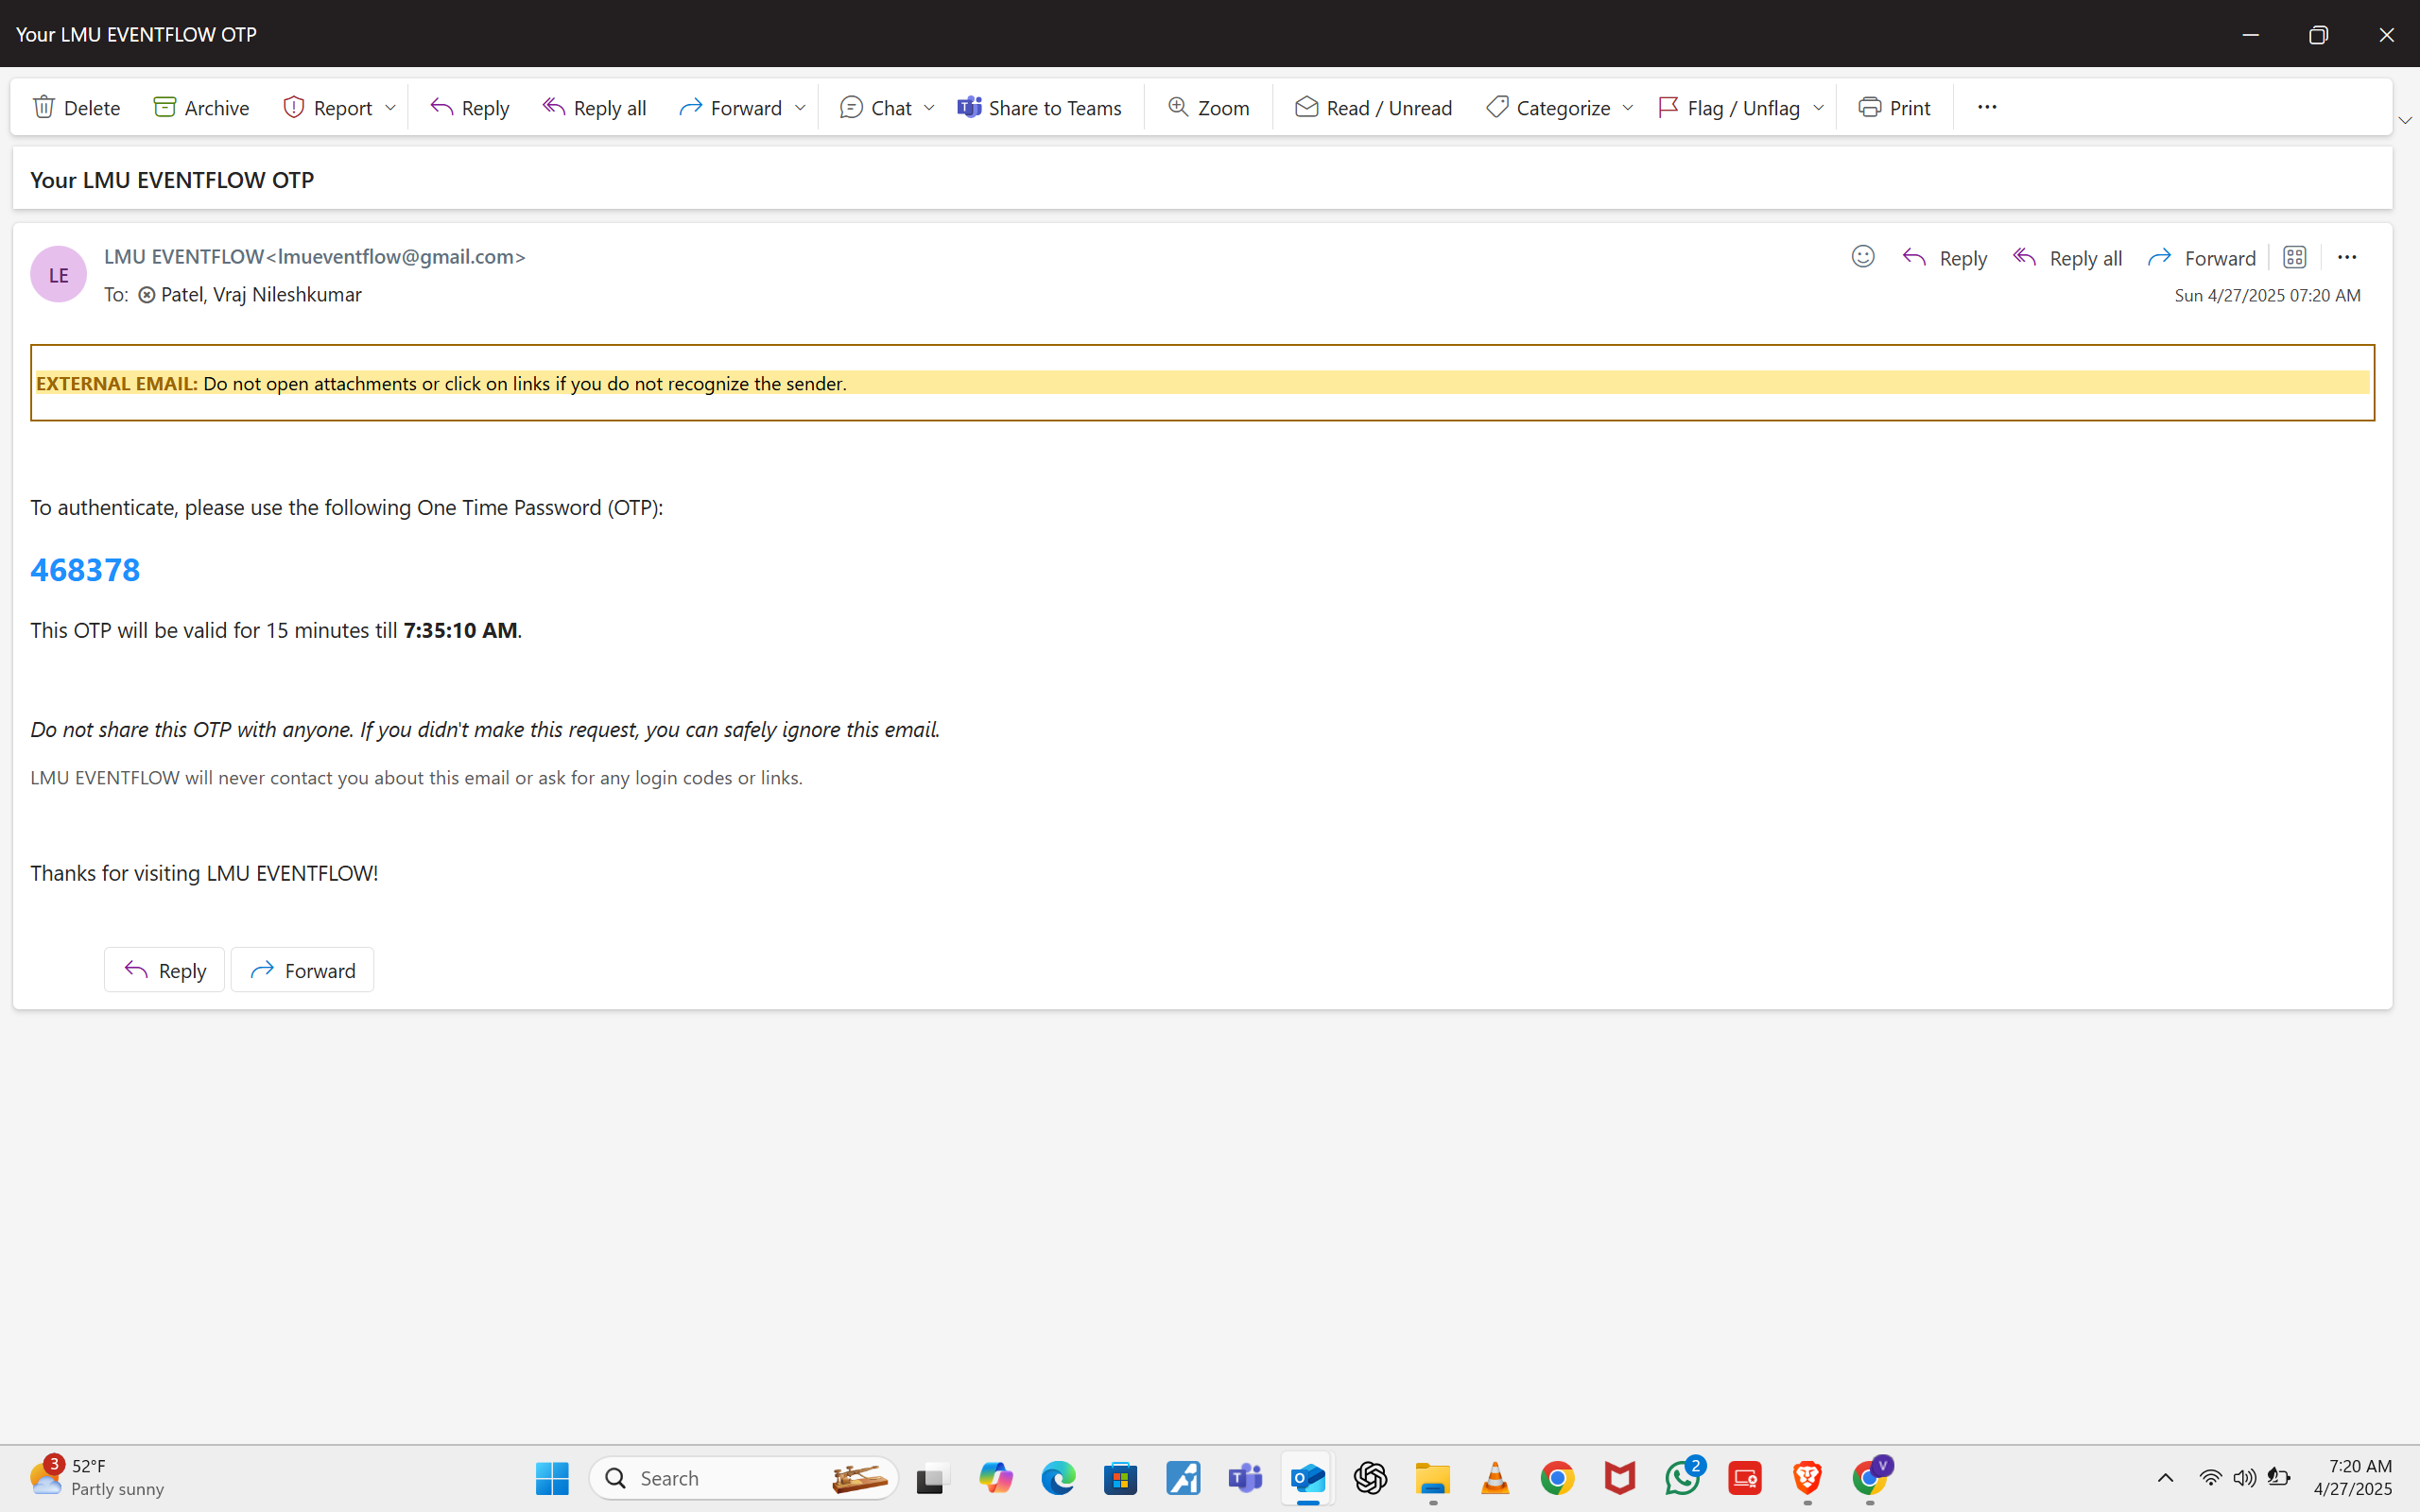 Your LMU EVENTFLOW OTP
Delete Archive Report Reply Reply all Forward Chat Share to Teams Zoom Read / Unread Categorize Flag / Unflag Print
Your LMU EVENTFLOW OTP
LE
LMU EVENTFLOW<lmueventflow@gmail.com>
Reply Reply all Forward
To: Patel, Vraj Nileshkumar
Sun 4/27/2025 07:20 AM
EXTERNAL EMAIL: Do not open attachments or click on links if you do not recognize the sender.
To authenticate, please use the following One Time Password (OTP):
468378
This OTP will be valid for 15 minutes till 7:35:10 AM.
Do not share this OTP with anyone. If you didn't make this request, you can safely ignore this email.
LMU EVENTFLOW will never contact you about this email or ask for any login codes or links.
Thanks for visiting LMU EVENTFLOW!
Reply Forward
3 52°F
Partly sunny
Search
2
V
7:20 AM
4/27/2025